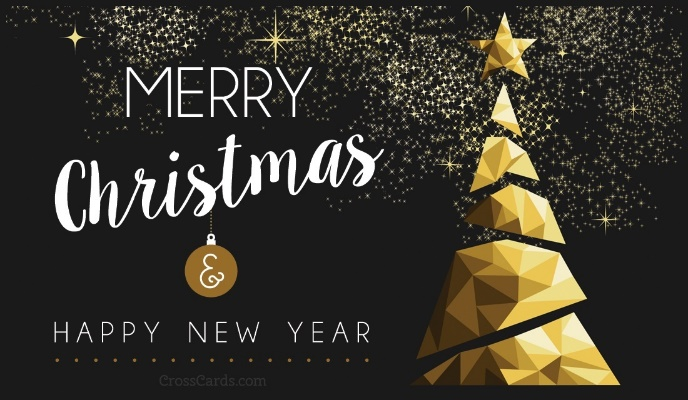 MERRY
Christmas
&
HAPPY NEW YEAR
CrossCards.com